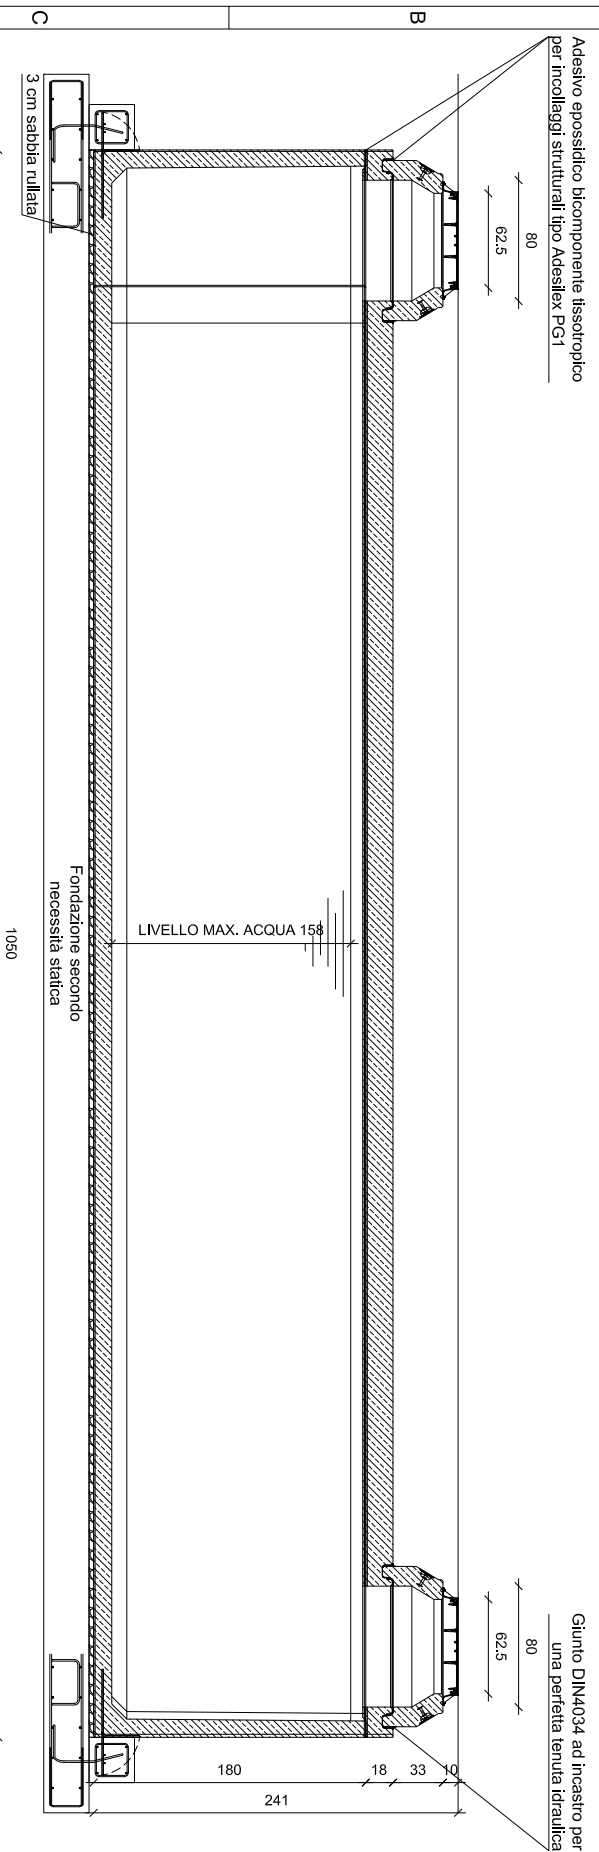 B
C
Adesivo epossidico bicomponente tissotropico
per incollaggi strutturali tipo Adesilex PG1
Giunto DIN4034 ad incastro per
una perfetta tenuta idraulica
80
62.5
80
62.5
LIVELLO MAX. ACQUA 158
10
33
18
180
241
3 cm sabbia rullata
Fondazione secondo
necessità statica
1050